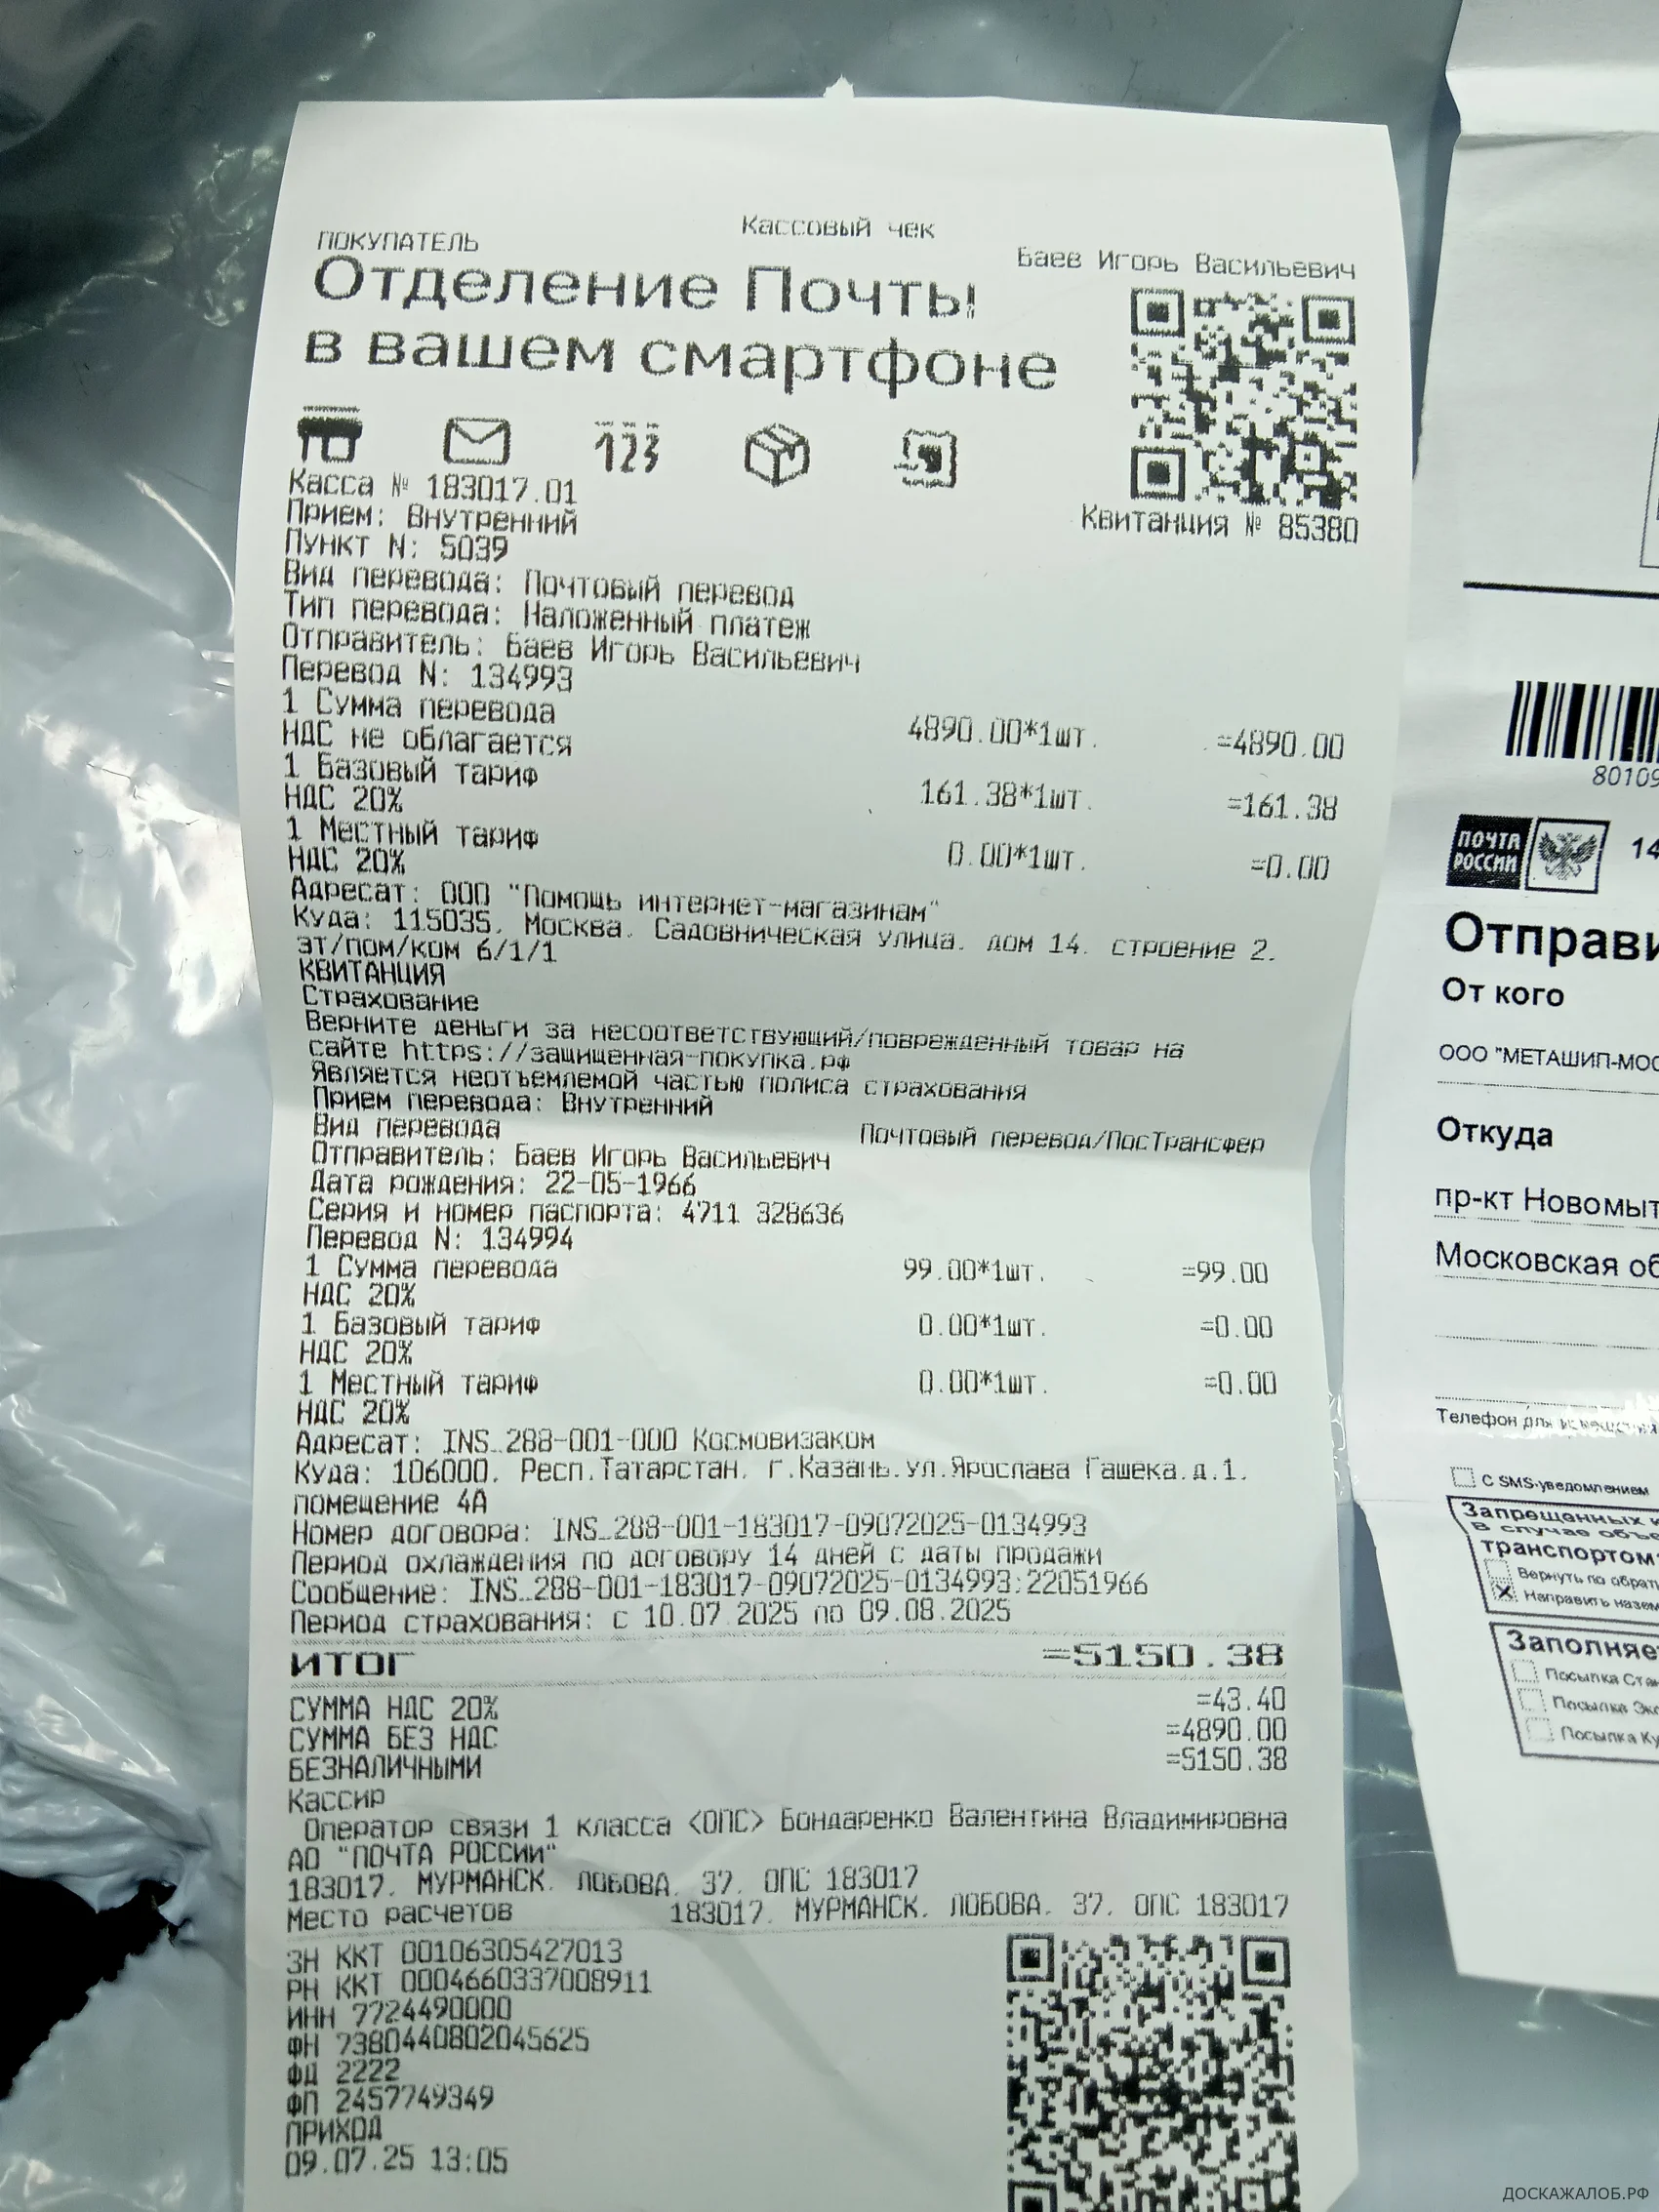 Кассовый чек
ПОКУПАТЕЛЬ
Баев Игорь Васильевич
Отделение Почты
в вашем смартфоне
123
Касса № 183017.01
Прием: Внутренний
Квитанция № 85380
Пункт N: 5039
Вид перевода: Почтовый перевод
Тип перевода: Наложенный платеж
Отправитель: Баев Игорь Васильевич
Перевод N: 134993
1 Сумма перевода 4890.00*1шт. =4890.00
НДС не облагается
1 Базовый тариф 161.38*1шт. =161.38
НДС 20%
1 Местный тариф 0.00*1шт. =0.00
НДС 20%
Адресат: ООО "Помощь интернет-магазинам"
Куда: 115035, Москва, Садовническая улица, дом 14, строение 2,
эт/пом/ком 6/1/1
КВИТАНЦИЯ
Страхование
Верните деньги за несоответствующий/поврежденный товар на
сайте https://защищенная-покупка.рф
Является неотъемлемой частью полиса страхования
Прием перевода: Внутренний
Вид перевода Почтовый перевод/ПосТрансфер
Отправитель: Баев Игорь Васильевич
Дата рождения: 22-05-1966
Серия и номер паспорта: 4711 328636
Перевод N: 134994
1 Сумма перевода 99.00*1шт. =99.00
НДС 20%
1 Базовый тариф 0.00*1шт. =0.00
НДС 20%
1 Местный тариф 0.00*1шт. =0.00
НДС 20%
Адресат: INS_288-001-000 Космовизаком
Куда: 106000, Респ.Татарстан, г.Казань,ул.Ярослава Гашека,д.1,
помещение 4А
Номер договора: INS_288-001-183017-09072025-0134993
Период охлаждения по договору 14 дней с даты продажи
Сообщение: INS_288-001-183017-09072025-0134993;22051966
Период страхования: с 10.07.2025 по 09.08.2025
ИТОГ =5150.38
СУММА НДС 20% =43.40
СУММА БЕЗ НДС =4890.00
БЕЗНАЛИЧНЫМИ =5150.38
Кассир
Оператор связи 1 класса <ОПС> Бондаренко Валентина Владимировна
АО "ПОЧТА РОССИИ"
183017, МУРМАНСК, ЛОБОВА, 37, ОПС 183017
Место расчетов 183017, МУРМАНСК, ЛОБОВА, 37, ОПС 183017
ЗН ККТ 00106305427013
РН ККТ 0004660337008911
ИНН 7724490000
ФН 7380440802045625
ФД 2222
ФП 2457749349
ПРИХОД
09.07.25 13:05
80109
ПОЧТА
РОССИИ
14
От кого
ООО "МЕТАШИП-МОС
Откуда
пр-кт Новомыт
Московская об
Телефон для
С SMS-уведомлением
Запрещенных
В случае
транспортом
Вернуть по
Направить
Посылка
Посылка
Посылка
ДОСКАЖАЛОБ.РФ